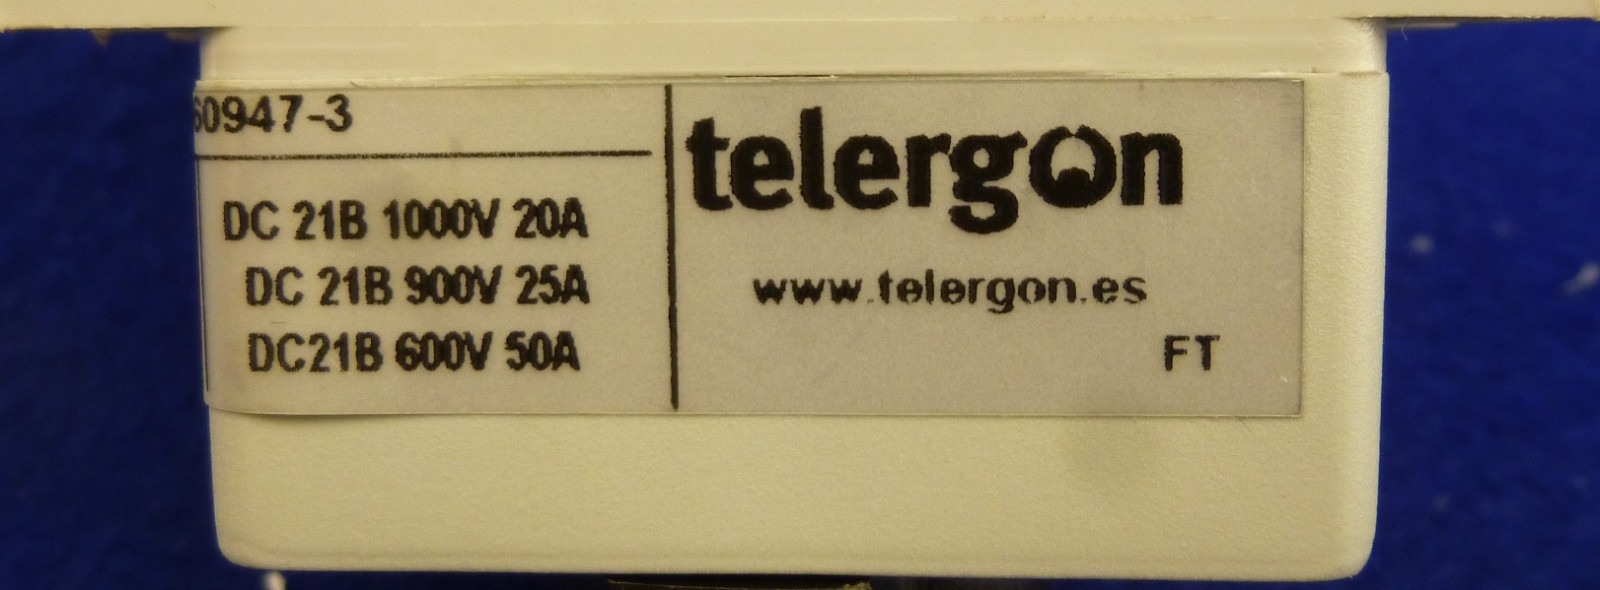 60947-3
DC 21B 1000V 20A
DC 21B 900V 25A
DC21B 600V 50A
telergon
www.telergon.es
FT